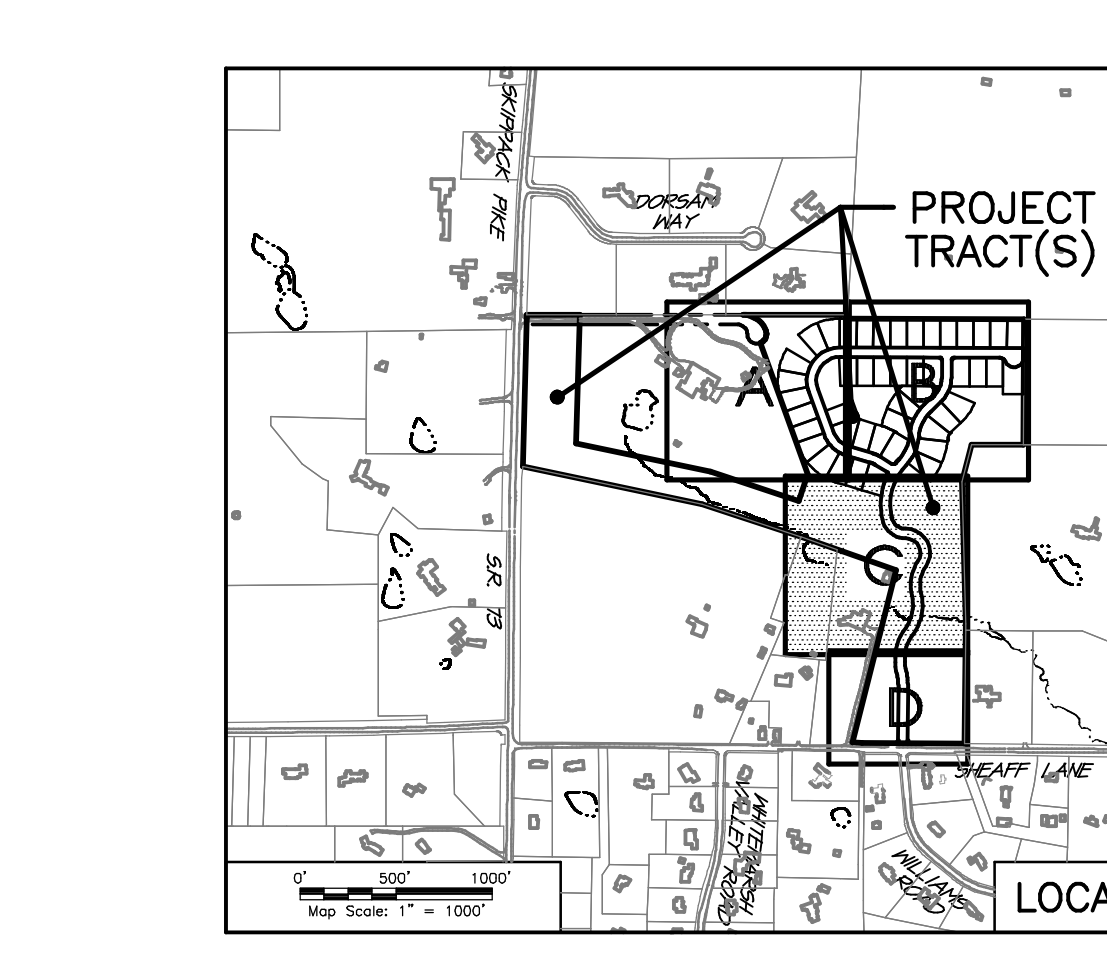 SKIPPACK PIKE
DORSAM
WAY
PROJECT
TRACT(S)
A
B
C
D
S.R. 73
SHEAFF LANE
WHITEMARSH
VALLEY ROAD
WILLIAMS
ROAD
0' 500' 1000'
Map Scale: 1" = 1000'
LOCA